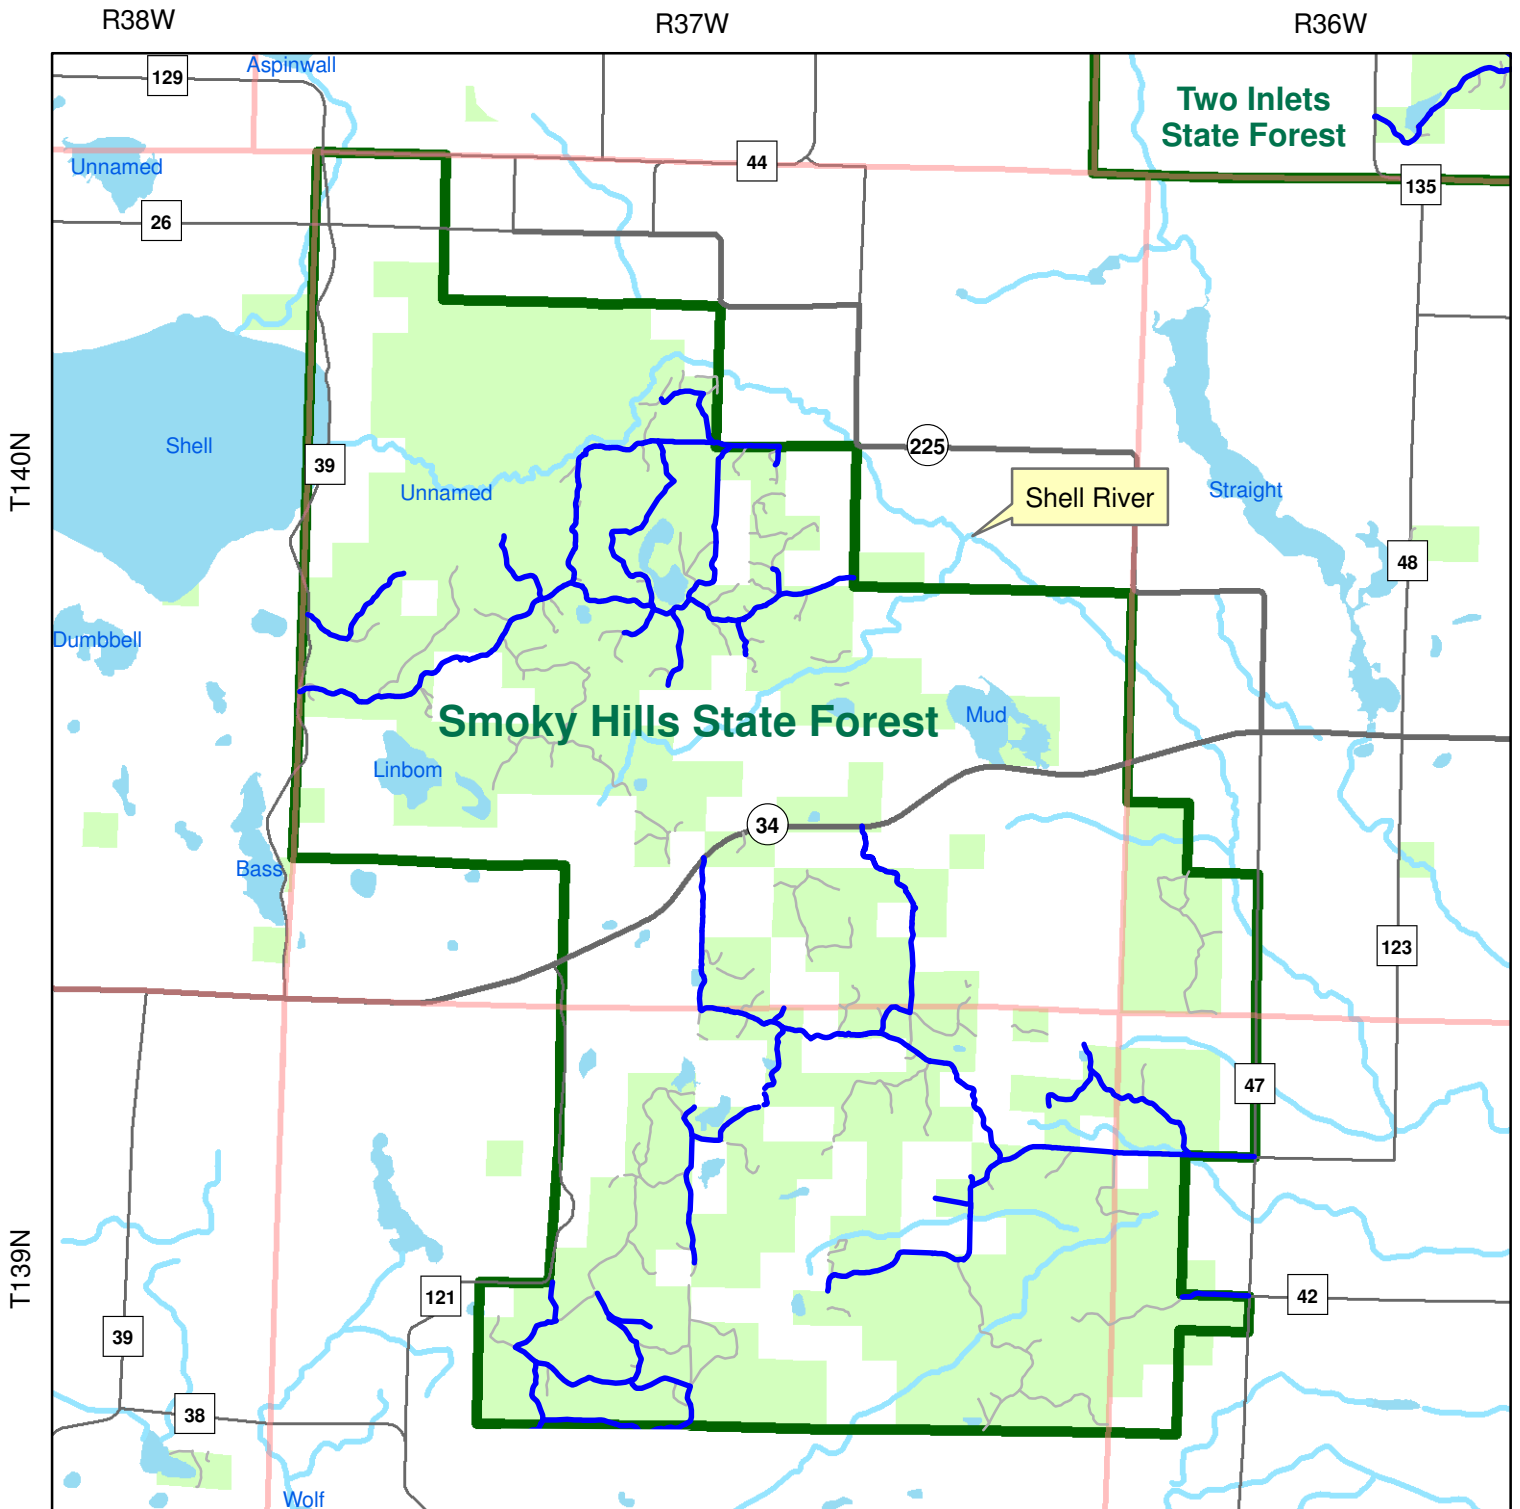 R38W
R37W
R36W
Aspinwall
129
Two Inlets
State Forest
Unnamed
44
135
26
Shell
39
225
T140N
Unnamed
Shell River
Straight
48
Dumbbell
Smoky Hills State Forest
Mud
Linbom
34
Bass
123
47
T139N
121
42
39
38
Wolf